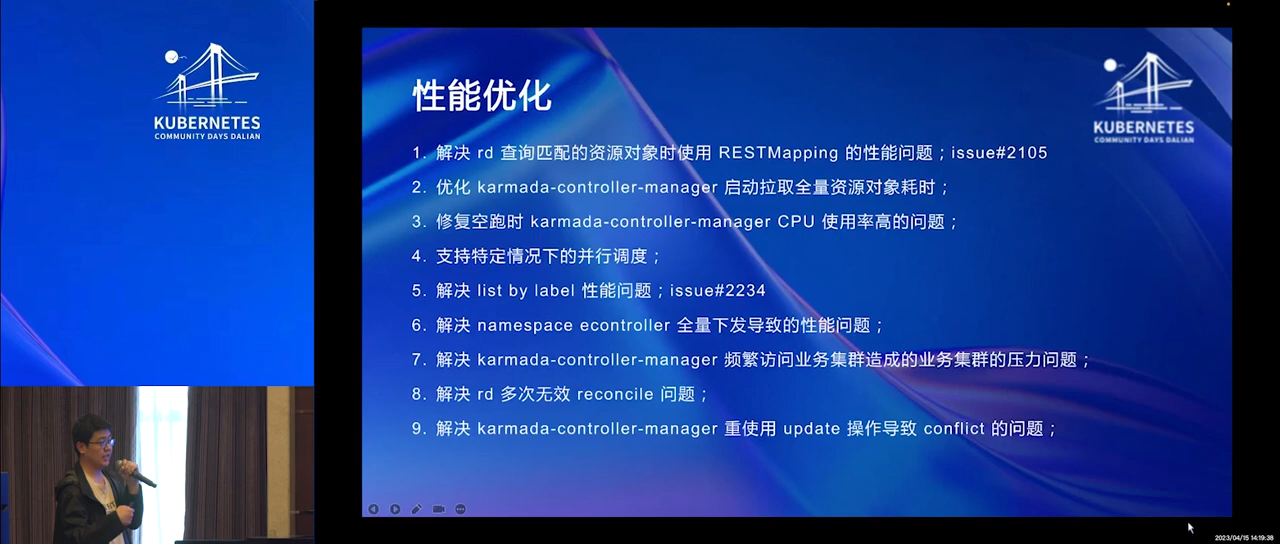 KUBERNETES
COMMUNITY DAYS DALIAN
性能优化
KUBERNETES
COMMUNITY DAYS DALIAN
1. 解决 rd 查询匹配的资源对象时使用 RESTMapping 的性能问题；issue#2105
2. 优化 karmada-controller-manager 启动拉取全量资源对象耗时；
3. 修复空跑时 karmada-controller-manager CPU 使用率高的问题；
4. 支持特定情况下的并行调度；
5. 解决 list by label 性能问题；issue#2234
6. 解决 namespace econtroller 全量下发导致的性能问题；
7. 解决 karmada-controller-manager 频繁访问业务集群造成的业务集群的压力问题；
8. 解决 rd 多次无效 reconcile 问题；
9. 解决 karmada-controller-manager 重使用 update 操作导致 conflict 的问题；
2023/04/15 14:19:38